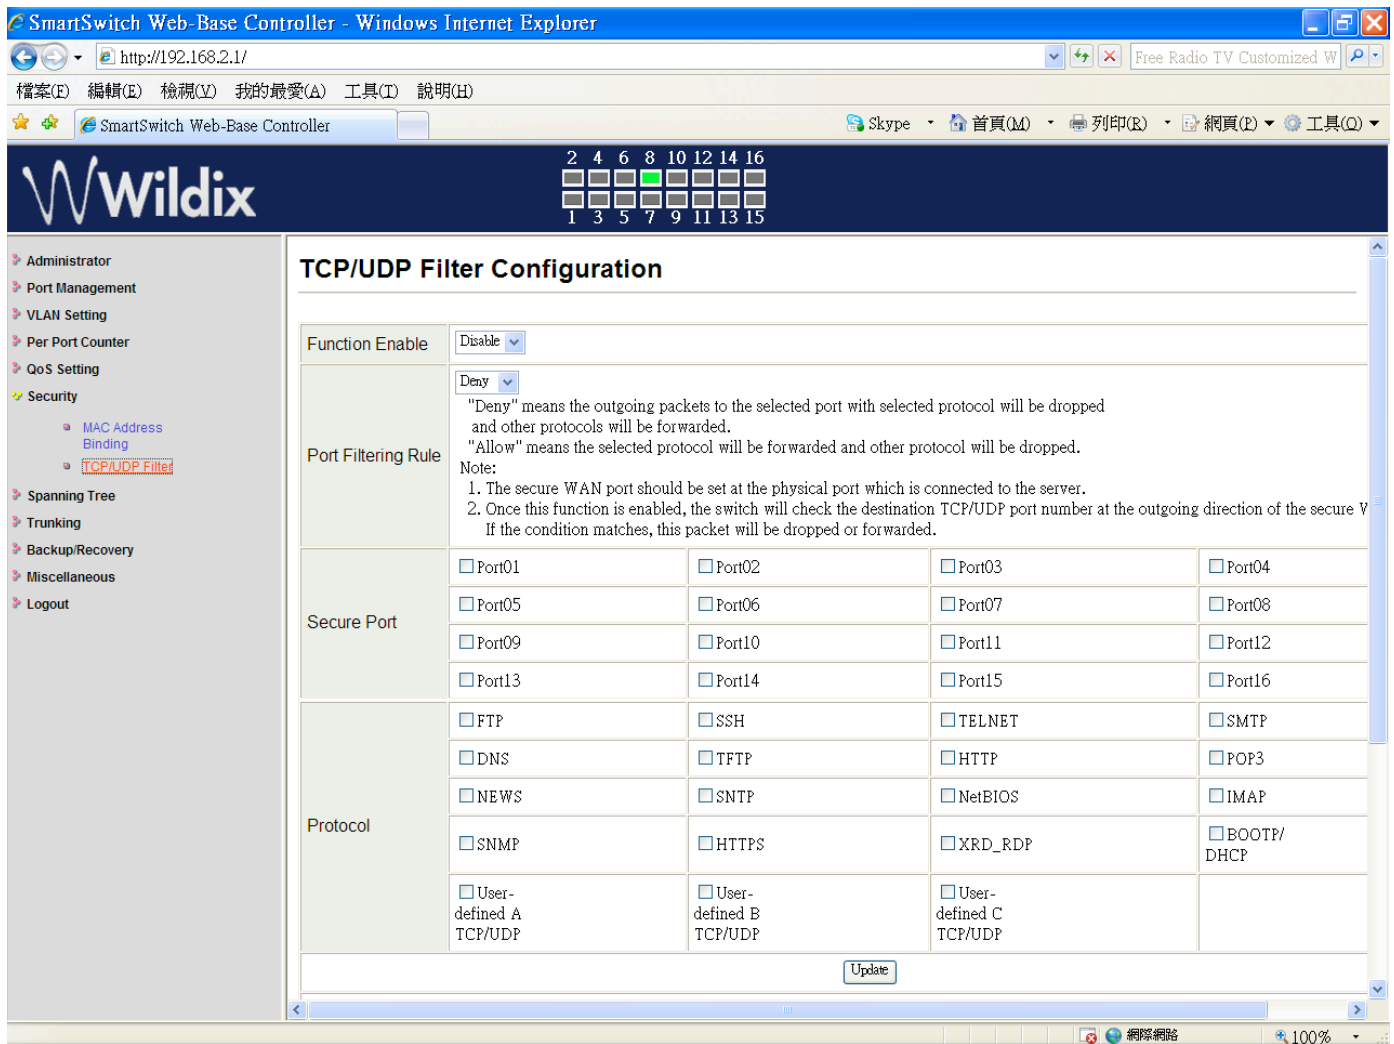 SmartSwitch Web-Base Controller - Windows Internet Explorer
http://192.168.2.1/
Free Radio TV Customized W
檔案(F) 編輯(E) 檢視(V) 我的最愛(A) 工具(T) 說明(H)
SmartSwitch Web-Base Controller
Skype 首頁(M) 列印(R) 網頁(P) 工具(O)
Wildix
2 4 6 8 10 12 14 16
1 3 5 7 9 11 13 15
Administrator
Port Management
VLAN Setting
Per Port Counter
QoS Setting
Security
MAC Address
Binding
TCP/UDP Filter
Spanning Tree
Trunking
Backup/Recovery
Miscellaneous
Logout
TCP/UDP Filter Configuration
Function Enable
Disable
Port Filtering Rule
Deny
"Deny" means the outgoing packets to the selected port with selected protocol will be dropped
and other protocols will be forwarded.
"Allow" means the selected protocol will be forwarded and other protocol will be dropped.
Note:
1. The secure WAN port should be set at the physical port which is connected to the server.
2. Once this function is enabled, the switch will check the destination TCP/UDP port number at the outgoing direction of the secure W
If the condition matches, this packet will be dropped or forwarded.
Secure Port
Port01 Port02 Port03 Port04
Port05 Port06 Port07 Port08
Port09 Port10 Port11 Port12
Port13 Port14 Port15 Port16
Protocol
FTP SSH TELNET SMTP
DNS TFTP HTTP POP3
NEWS SNTP NetBIOS IMAP
SNMP HTTPS XRD_RDP BOOTP/
DHCP
User- User- User-
defined A defined B defined C
TCP/UDP TCP/UDP TCP/UDP
Update
網際網路
100%